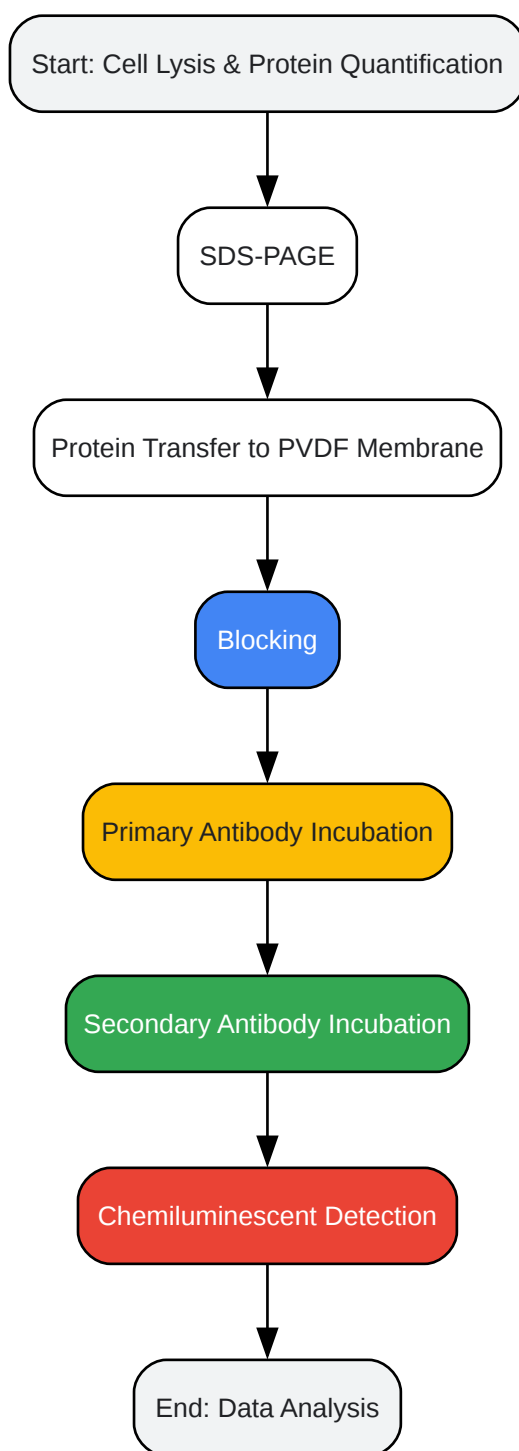 Start: Cell Lysis & Protein Quantification
SDS-PAGE
Protein Transfer to PVDF Membrane
Blocking
Primary Antibody Incubation
Secondary Antibody Incubation
Chemiluminescent Detection
End: Data Analysis